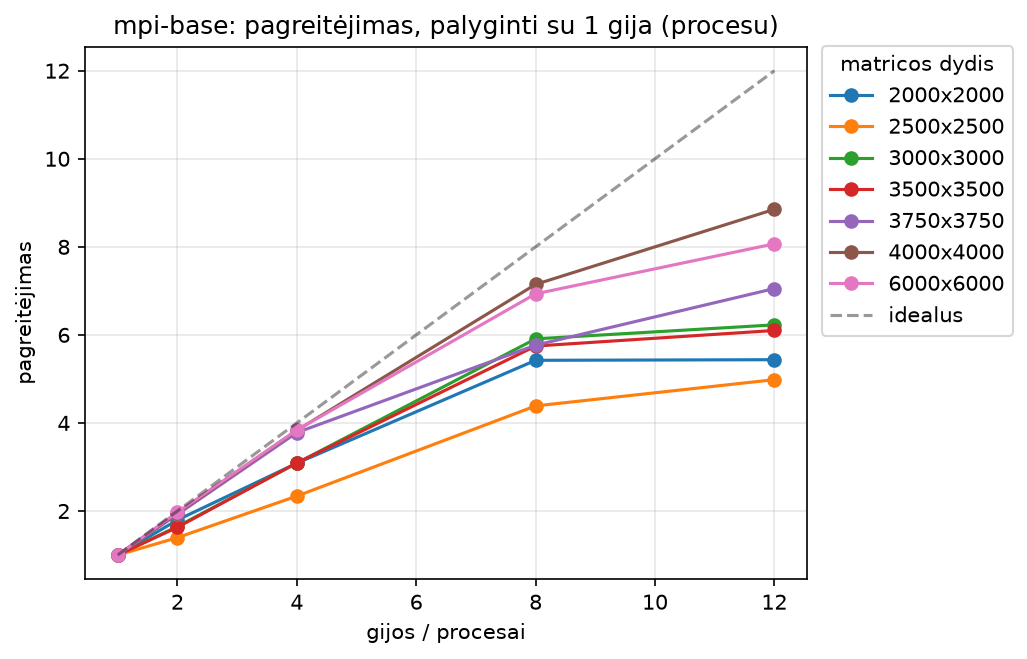 mpi-base: pagreitėjimas, palyginti su 1 gija (procesu)
pagreitėjimas
12
10
8
6
4
2
2
4
6
8
10
12
gijos / procesai
matricos dydis
2000x2000
2500x2500
3000x3000
3500x3500
3750x3750
4000x4000
6000x6000
idealus